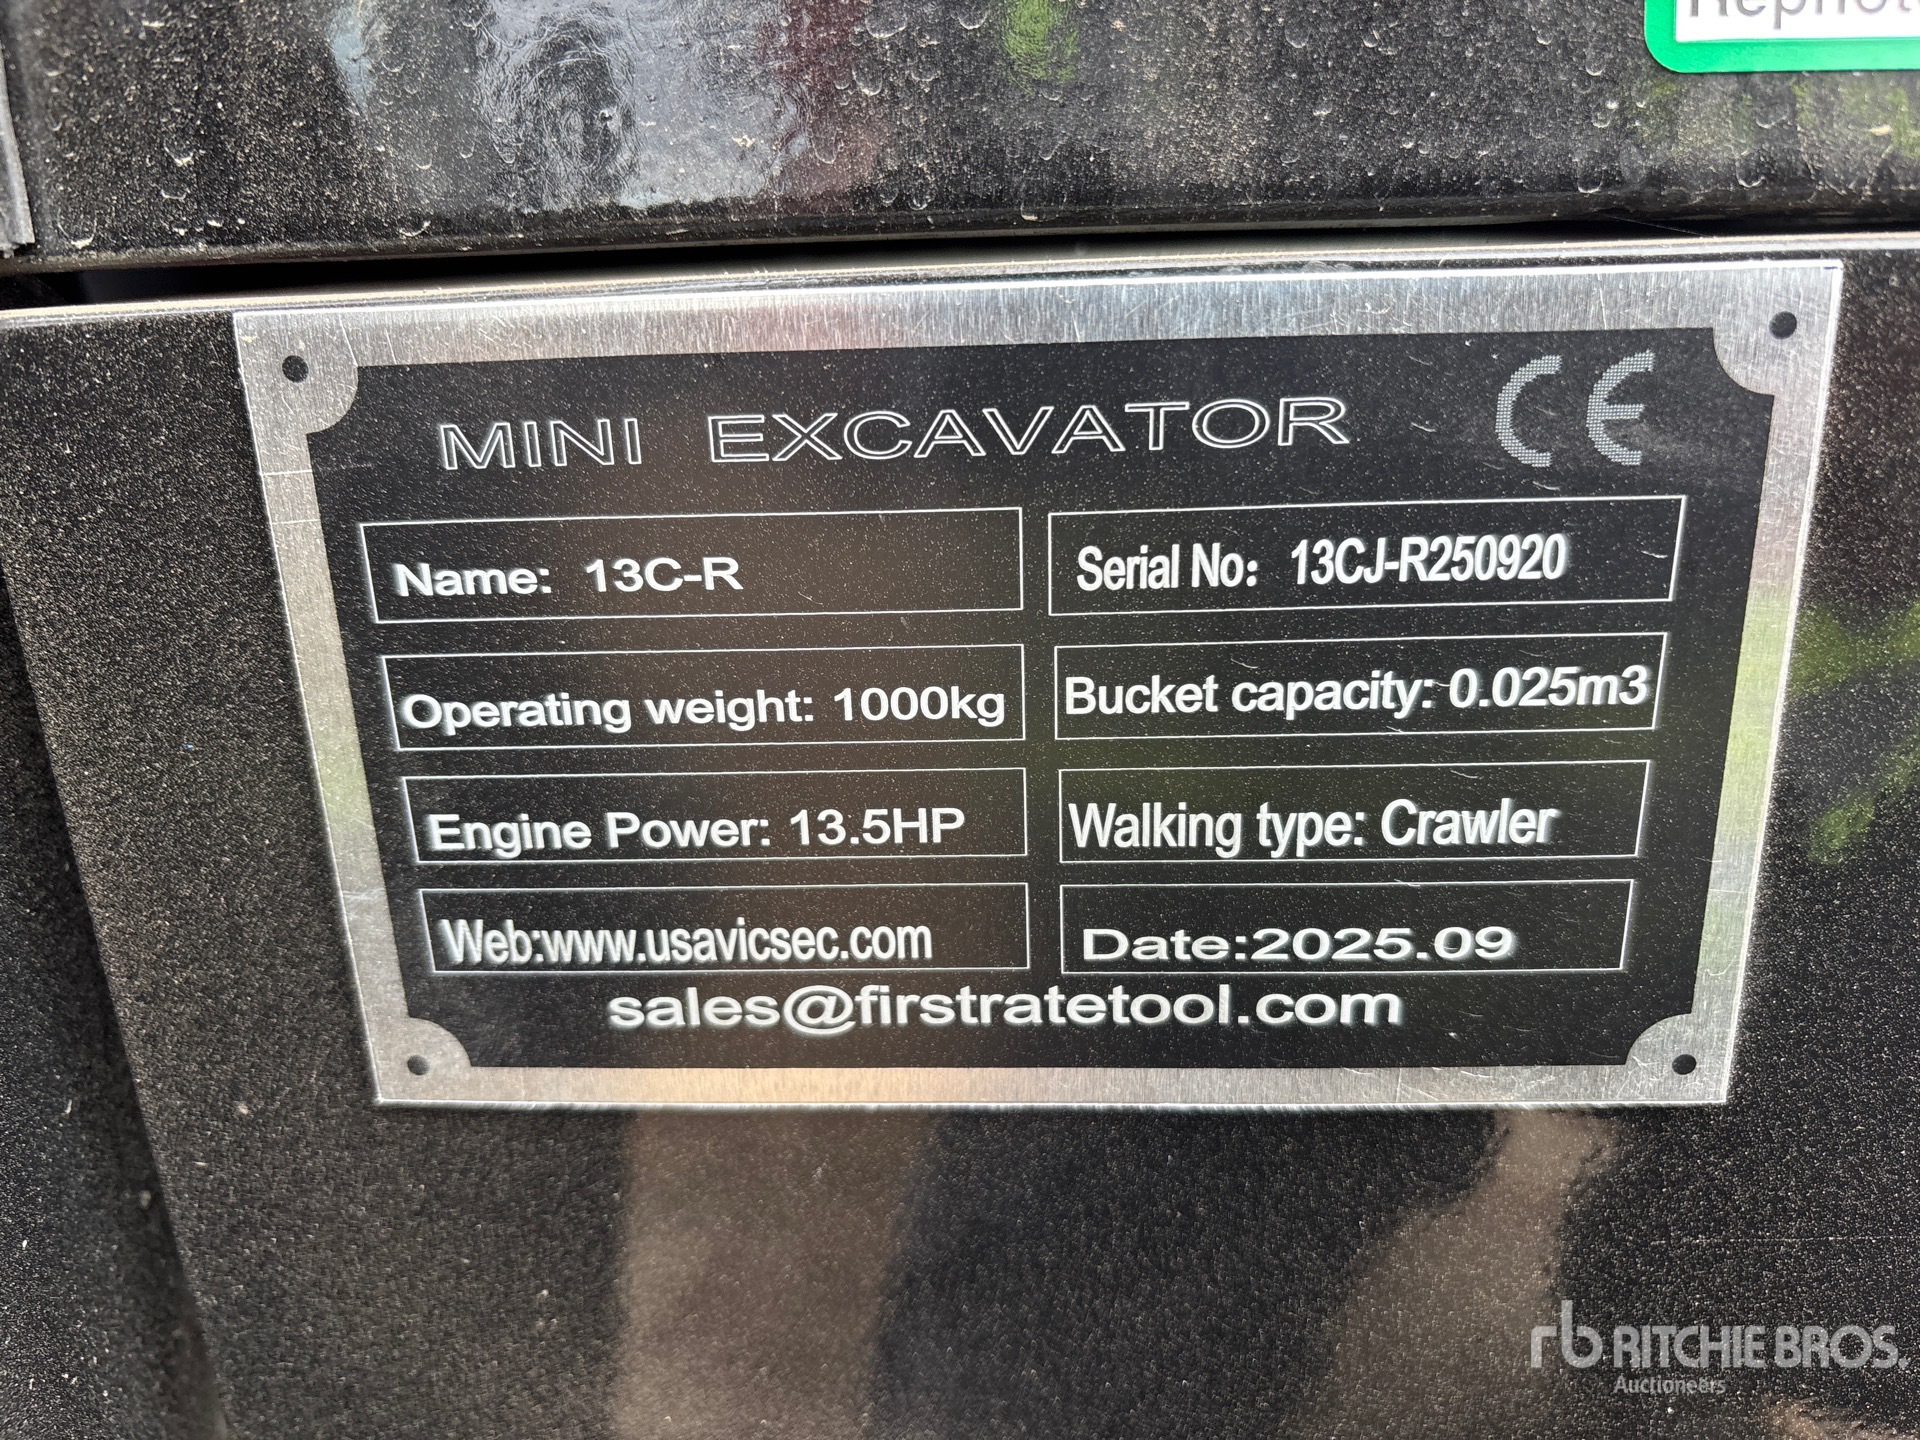 MINI EXCAVATOR CE
Name: 13C-R
Serial No: 13CJ-R250920
Operating weight: 1000kg
Bucket capacity: 0.025m3
Engine Power: 13.5HP
Walking type: Crawler
Web:www.usavicsec.com
Date:2025.09
sales@firstratetool.com
rb RITCHIE BROS.
Auctioneers